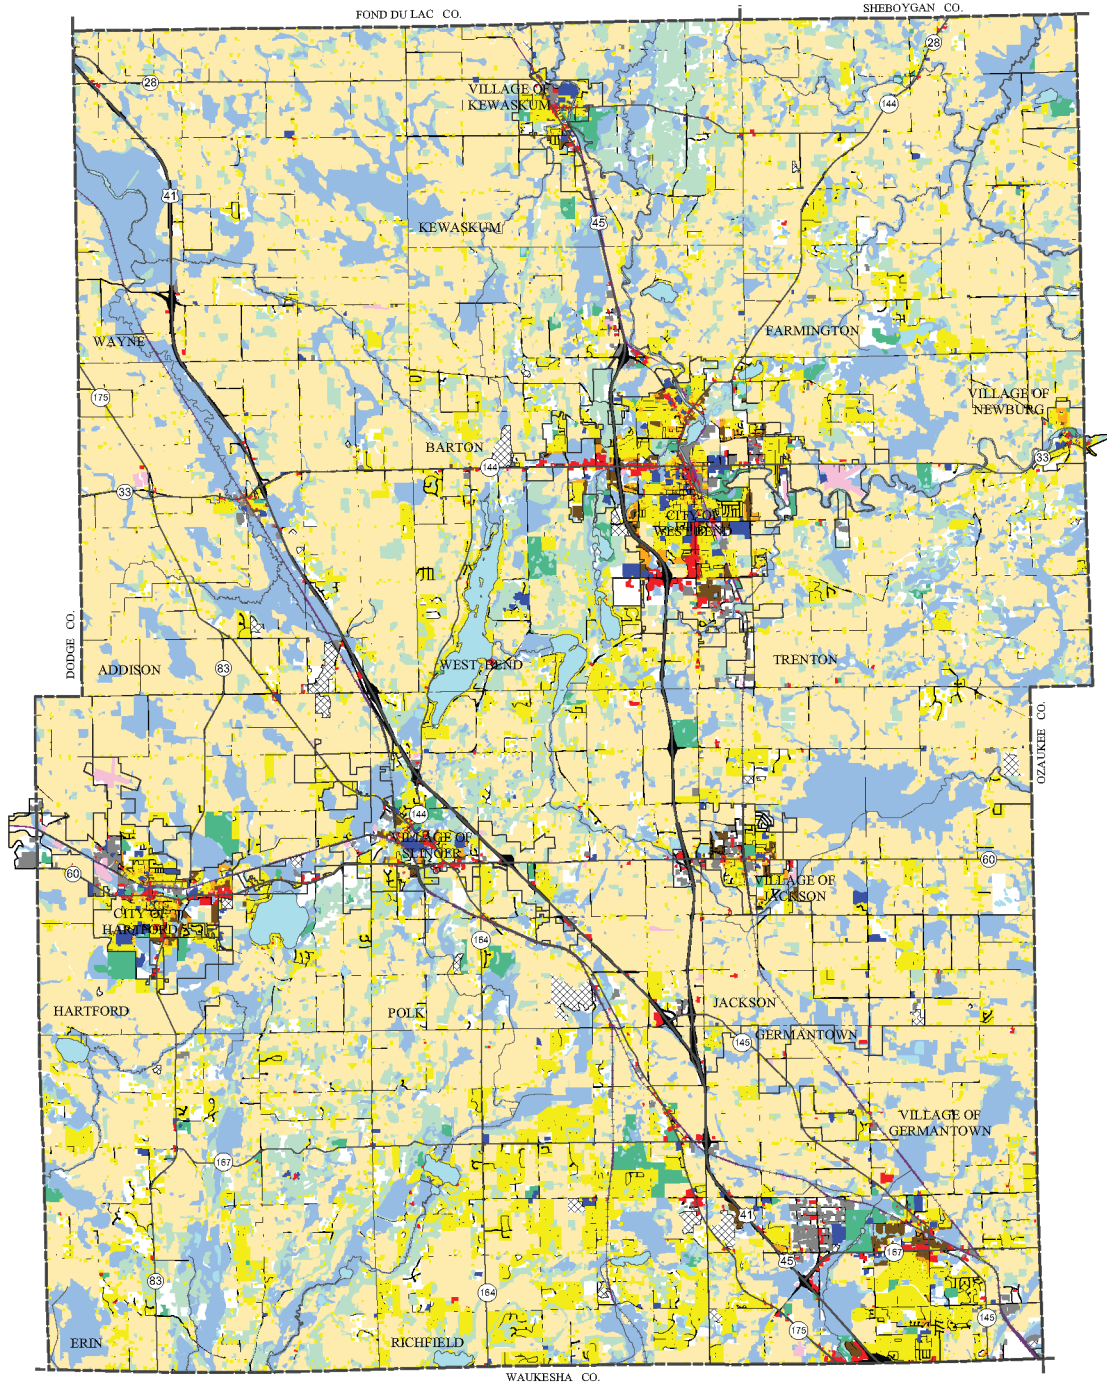 FOND DU LAC CO.
SHEBOYGAN CO.
28
28
VILLAGE OF
KEWASKUM
144
41
45
KEWASKUM
FARMINGTON
WAYNE
175
VILLAGE OF
NEWBURG
BARTON
144
33
33
CITY OF
WEST BEND
DODGE CO.
ADDISON
83
WEST BEND
TRENTON
OZAUKEE CO.
144
VILLAGE OF
SLINGER
60
60
VILLAGE OF
JACKSON
CITY OF
HARTFORD
164
HARTFORD
POLK
JACKSON
GERMANTOWN
145
VILLAGE OF
GERMANTOWN
167
41
167
45
83
164
175
145
ERIN
RICHFIELD
WAUKESHA CO.